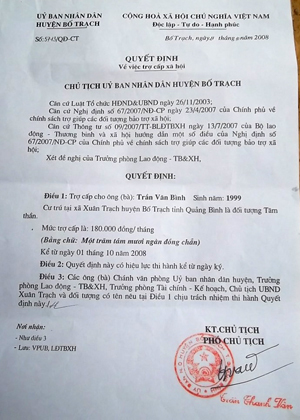 UỶ BAN NHÂN DÂN
HUYỆN BỐ TRẠCH
CỘNG HOÀ XÃ HỘI CHỦ NGHĨA VIỆT NAM
Độc lập - Tự do - Hạnh phúc
/QĐ-CT
Bố Trạch, ngày tháng 9 năm 2008
QUYẾT ĐỊNH
Về việc trợ cấp xã hội
CHỦ TỊCH UỶ BAN NHÂN DÂN HUYỆN BỐ TRẠCH
Căn cứ Luật Tổ chức HĐND&UBND ngày 26/11/2003;
Căn cứ Nghị định số 67/2007/NĐ-CP ngày 23/4/2007 của Chính phủ về
chính sách trợ giúp các đối tượng bảo trợ xã hội;
Căn cứ Thông tư số 09/2007/TT-BLĐTBXH ngày 13/7/2007 của Bộ lao
động - Thương binh và xã hội hướng dẫn một số điều của Nghị định số
67/2007/NĐ-CP của Chính phủ về chính sách trợ giúp các đối tượng bảo trợ xã
hội;
Xét đề nghị của Trưởng phòng Lao động - TB&XH,
QUYẾT ĐỊNH:
Điều 1: Trợ cấp cho ông (bà) Trần Văn Bình Sinh năm: 1999
Cư trú tại xã Xuân Trạch huyện Bố Trạch tỉnh Quảng Bình là đối tượng Tâm
thần.
Mức trợ cấp là: 180.000 đồng/ tháng
(Bằng chữ: Một trăm tám mươi ngàn đồng chẵn)
Kể từ ngày 01 tháng 10 năm 2008
Điều 2: Quyết định này có hiệu lực thi hành kể từ ngày ký.
Điều 3: Các ông (bà) Chánh văn phòng Uỷ ban nhân dân huyện, Trưởng
phòng Lao động - TB&XH, Trưởng phòng Tài chính - Kế hoạch, Chủ tịch UBND
xã Xuân Trạch và đối tượng có tên nêu tại Điều 1 chịu trách nhiệm thi hành Quyết
định này./.
Nơi nhận:
- Như điều 3
- Lưu: VPUB, LĐTBXH
KT.CHỦ TỊCH
PHÓ CHỦ TỊCH